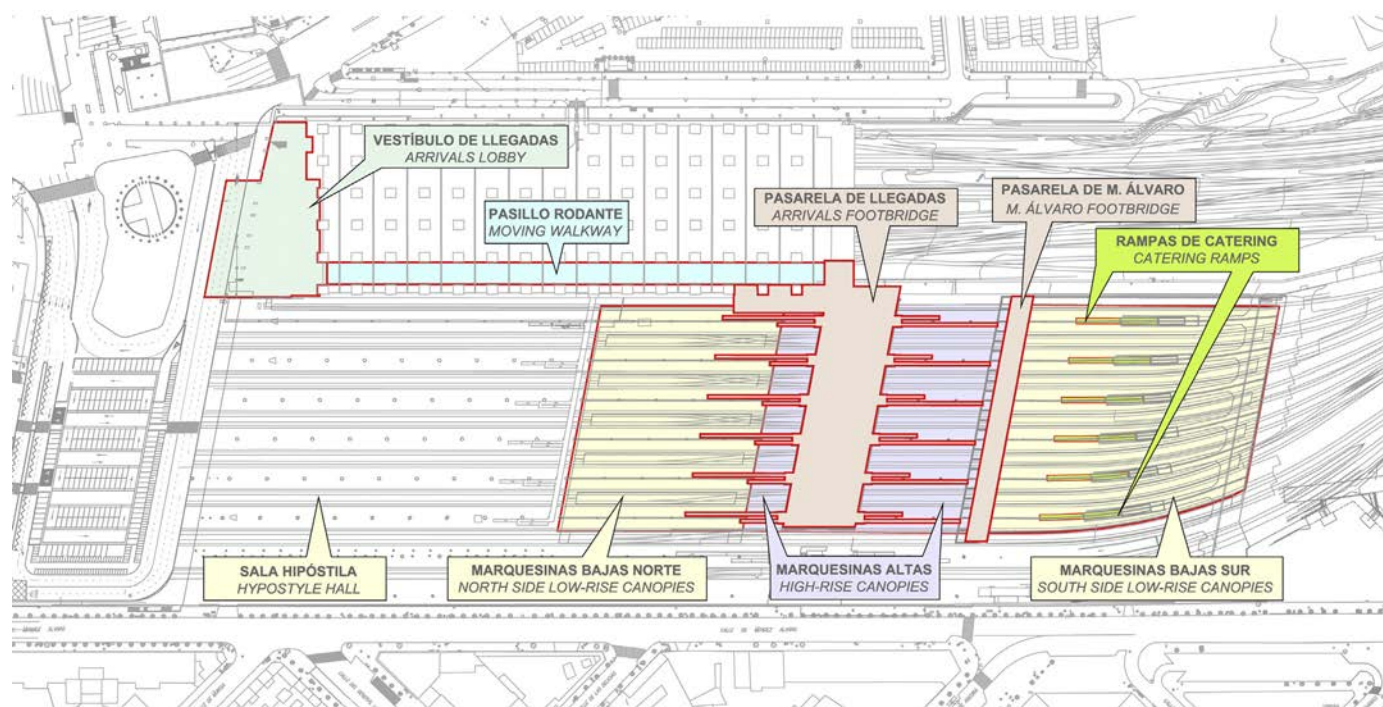 VESTÍBULO DE LLEGADAS
ARRIVALS LOBBY
PASILLO RODANTE
MOVING WALKWAY
PASARELA DE LLEGADAS
ARRIVALS FOOTBRIDGE
PASARELA DE M. ÁLVARO
M. ÁLVARO FOOTBRIDGE
RAMPAS DE CATERING
CATERING RAMPS
SALA HIPÓSTILA
HYPOSTYLE HALL
MARQUESINAS BAJAS NORTE
NORTH SIDE LOW-RISE CANOPIES
MARQUESINAS ALTAS
HIGH-RISE CANOPIES
MARQUESINAS BAJAS SUR
SOUTH SIDE LOW-RISE CANOPIES